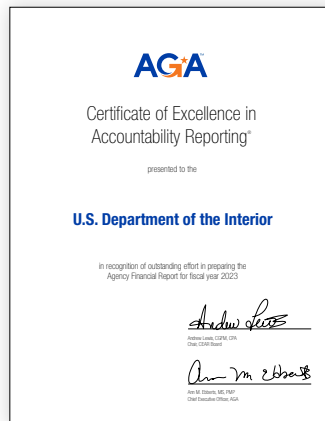 AGA
Certificate of Excellence in
Accountability Reporting®
presented to the
U.S. Department of the Interior
in recognition of outstanding effort in preparing the
Agency Financial Report for fiscal year 2023
Andrew Lewis
Andrew Lewis, CGFM, CPA
Chair, CEAR Board
Ann M. Ebberts
Ann M. Ebberts, MS, PMP
Chief Executive Officer, AGA